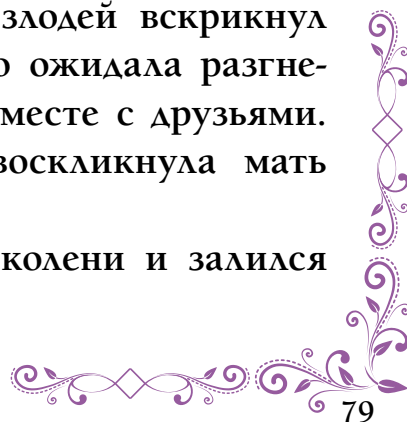 злодей вскрикнул
о ожидала разгне-
месте с друзьями.
воскликнула мать
колени и залился
79